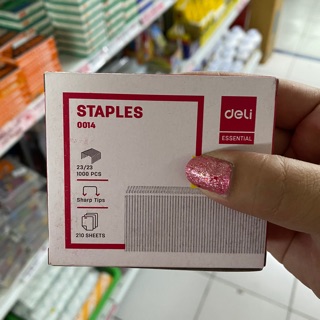 STAPLES
0014
deli
ESSENTIAL
23/23
1000 PCS
Sharp Tips
210 SHEETS